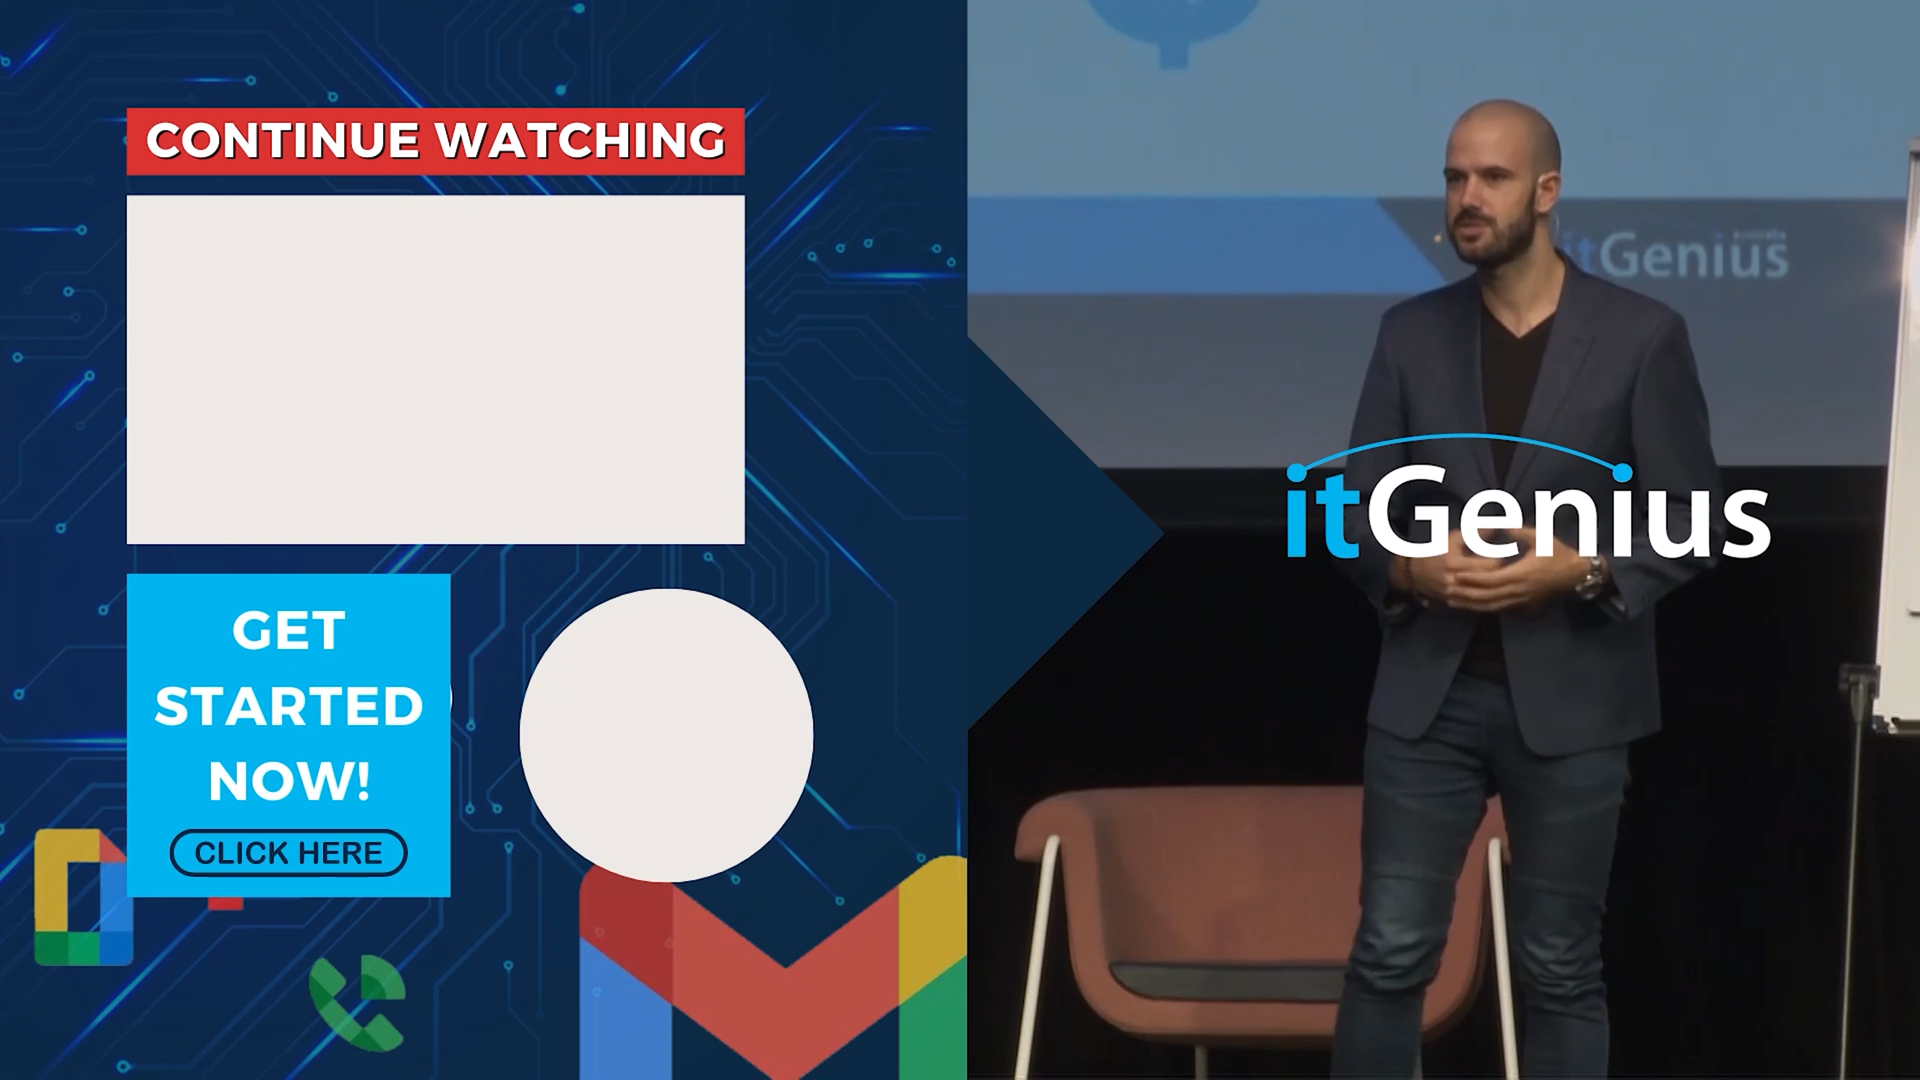 CONTINUE WATCHING
GET
STARTED
NOW!
CLICK HERE
itGenius
itGenius